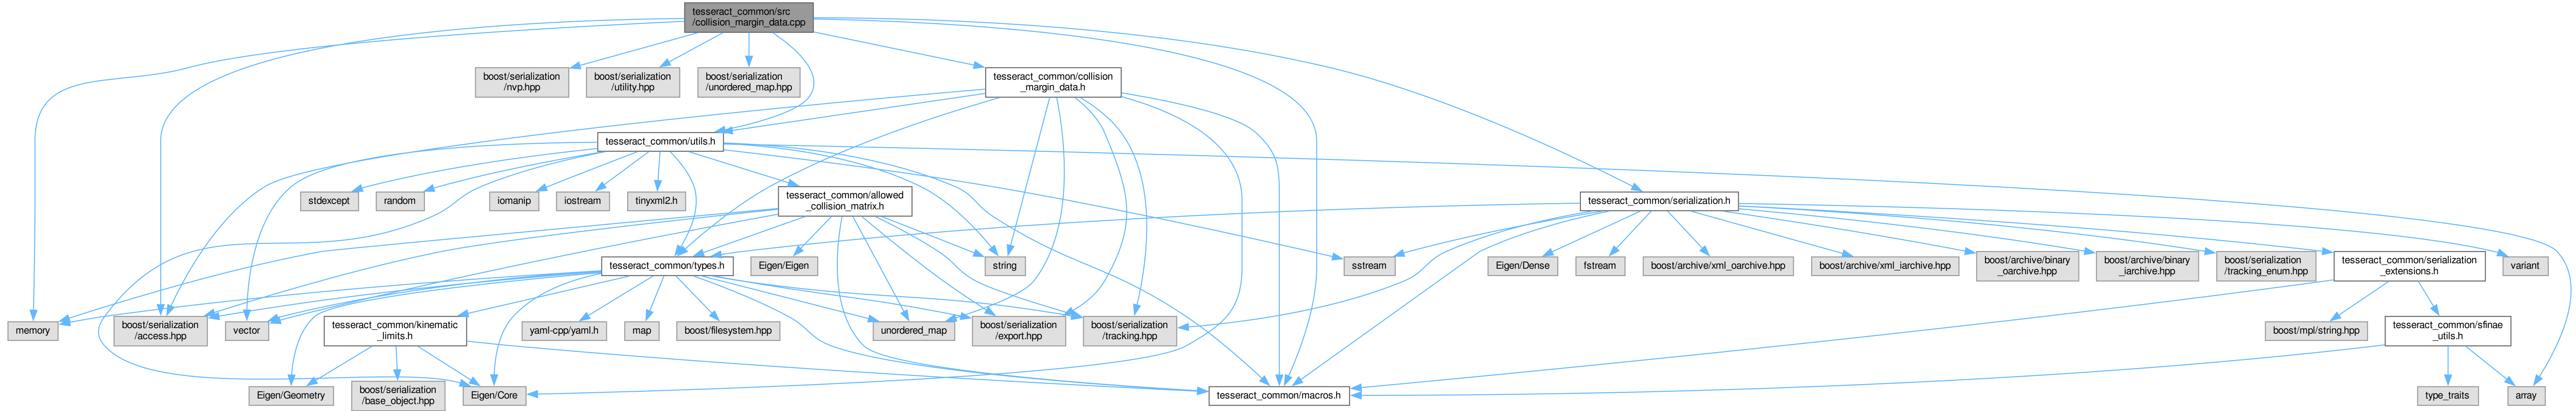 tesseract_common/src
/collision_margin_data.cpp
boost/serialization
/nvp.hpp
boost/serialization
/utility.hpp
boost/serialization
/unordered_map.hpp
tesseract_common/collision
_margin_data.h
tesseract_common/utils.h
stdexcept
random
iomanip
iostream
tinyxml2.h
tesseract_common/allowed
_collision_matrix.h
tesseract_common/serialization.h
tesseract_common/types.h
Eigen/Eigen
string
sstream
Eigen/Dense
fstream
boost/archive/xml_oarchive.hpp
boost/archive/xml_iarchive.hpp
boost/archive/binary
_oarchive.hpp
boost/archive/binary
_iarchive.hpp
boost/serialization
/tracking_enum.hpp
tesseract_common/serialization
_extensions.h
variant
memory
boost/serialization
/access.hpp
vector
tesseract_common/kinematic
_limits.h
yaml-cpp/yaml.h
map
boost/filesystem.hpp
unordered_map
boost/serialization
/export.hpp
boost/serialization
/tracking.hpp
boost/mpl/string.hpp
tesseract_common/sfinae
_utils.h
Eigen/Geometry
boost/serialization
/base_object.hpp
Eigen/Core
tesseract_common/macros.h
type_traits
array